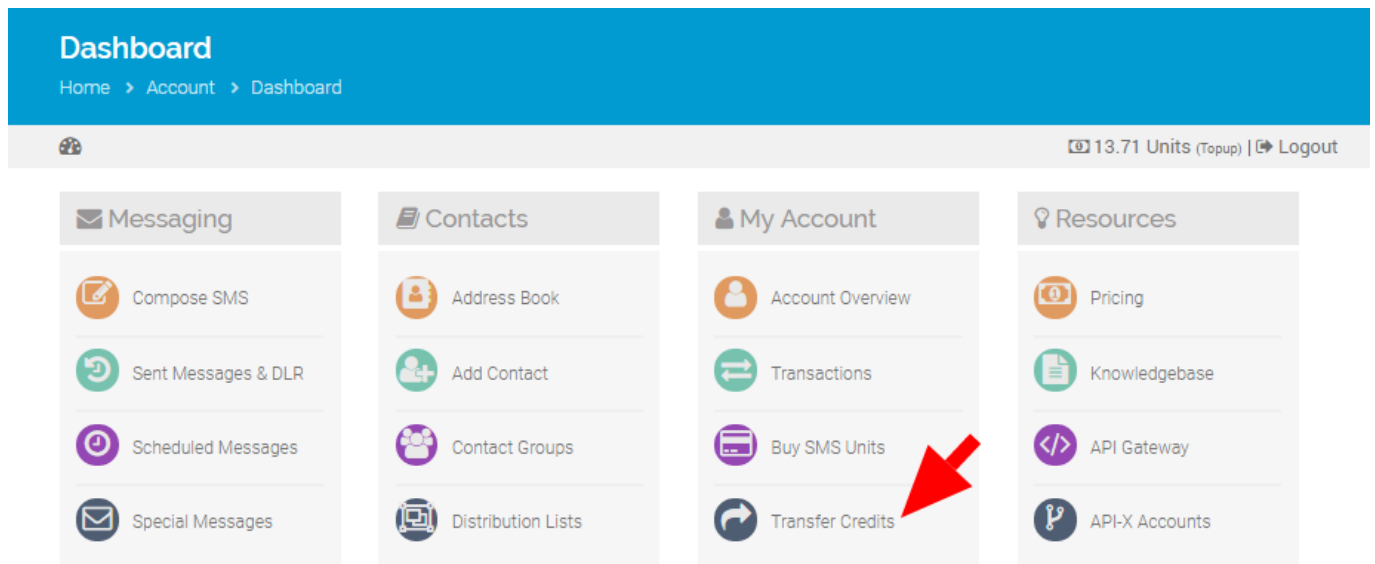 Dashboard
Home > Account > Dashboard
13.71 Units (Topup) | Logout
Messaging
Compose SMS
Sent Messages & DLR
Scheduled Messages
Special Messages
Contacts
Address Book
Add Contact
Contact Groups
Distribution Lists
My Account
Account Overview
Transactions
Buy SMS Units
Transfer Credits
Resources
Pricing
Knowledgebase
API Gateway
API-X Accounts